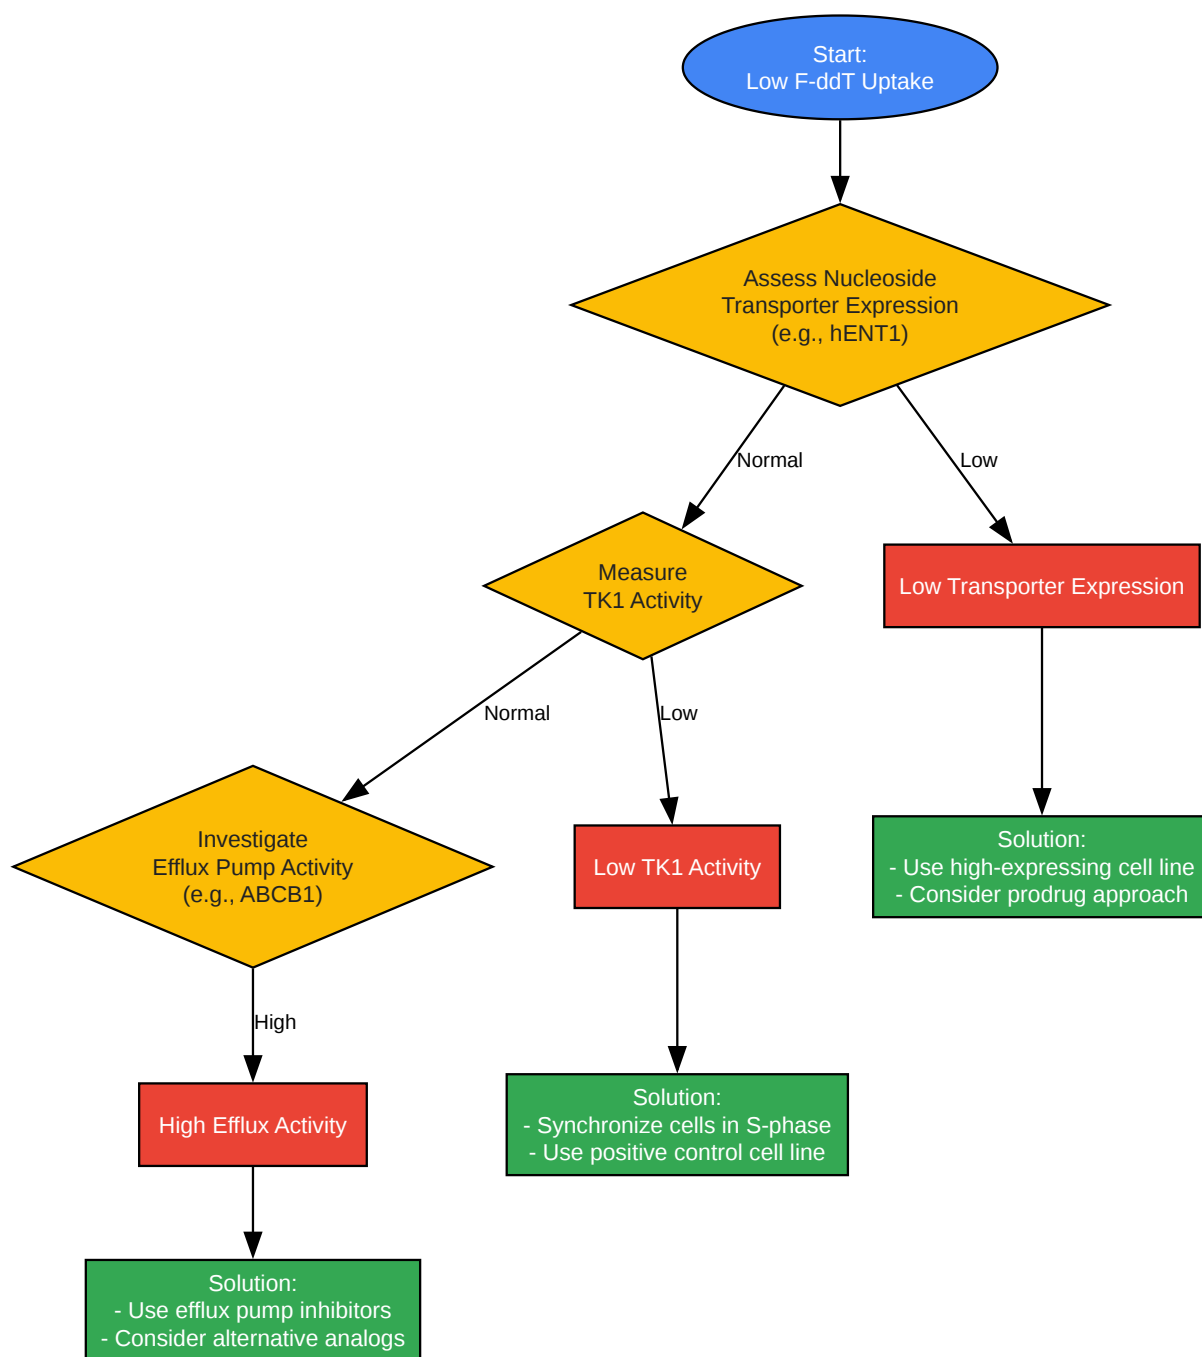 Start:
Low F-ddT Uptake
Assess Nucleoside
Transporter Expression
(e.g., hENT1)
Normal
Low
Measure
TK1 Activity
Low Transporter Expression
Normal
Low
Investigate
Efflux Pump Activity
(e.g., ABCB1)
Low TK1 Activity
Solution:
- Use high-expressing cell line
- Consider prodrug approach
High
High Efflux Activity
Solution:
- Synchronize cells in S-phase
- Use positive control cell line
Solution:
- Use efflux pump inhibitors
- Consider alternative analogs